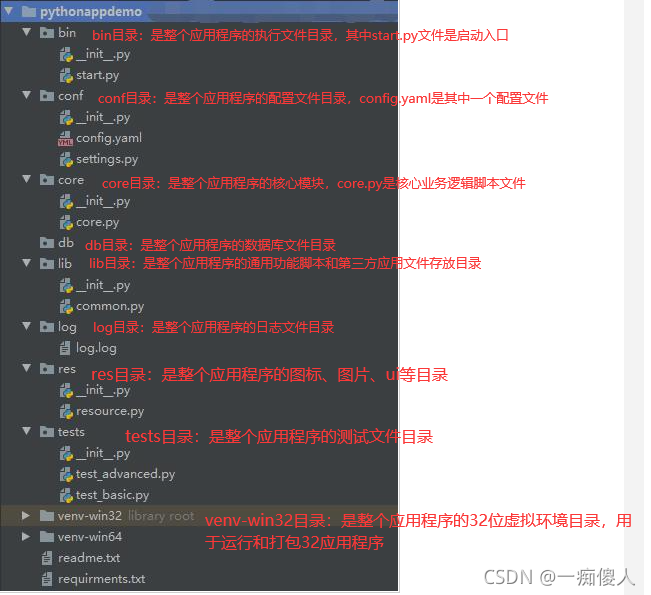 pythonappdemo
bin bin目录：是整个应用程序的执行文件目录，其中start.py文件是启动入口
__init__.py
start.py
conf conf目录：是整个应用程序的配置文件目录，config.yaml是其中一个配置文件
__init__.py
YML config.yaml
settings.py
core core目录：是整个应用程序的核心模块，core.py是核心业务逻辑脚本文件
__init__.py
core.py
db db目录：是整个应用程序的数据库文件目录
lib lib目录：是整个应用程序的通用功能脚本和第三方应用文件存放目录
__init__.py
common.py
log log目录：是整个应用程序的日志文件目录
log.log
res res目录：是整个应用程序的图标、图片、ui等目录
__init__.py
resource.py
tests tests目录：是整个应用程序的测试文件目录
__init__.py
test_advanced.py
test_basic.py
venv-win32 library root venv-win32目录：是整个应用程序的32位虚拟环境目录，用
于运行和打包32应用程序
venv-win64
readme.txt
requirments.txt
CSDN @一痴傻人